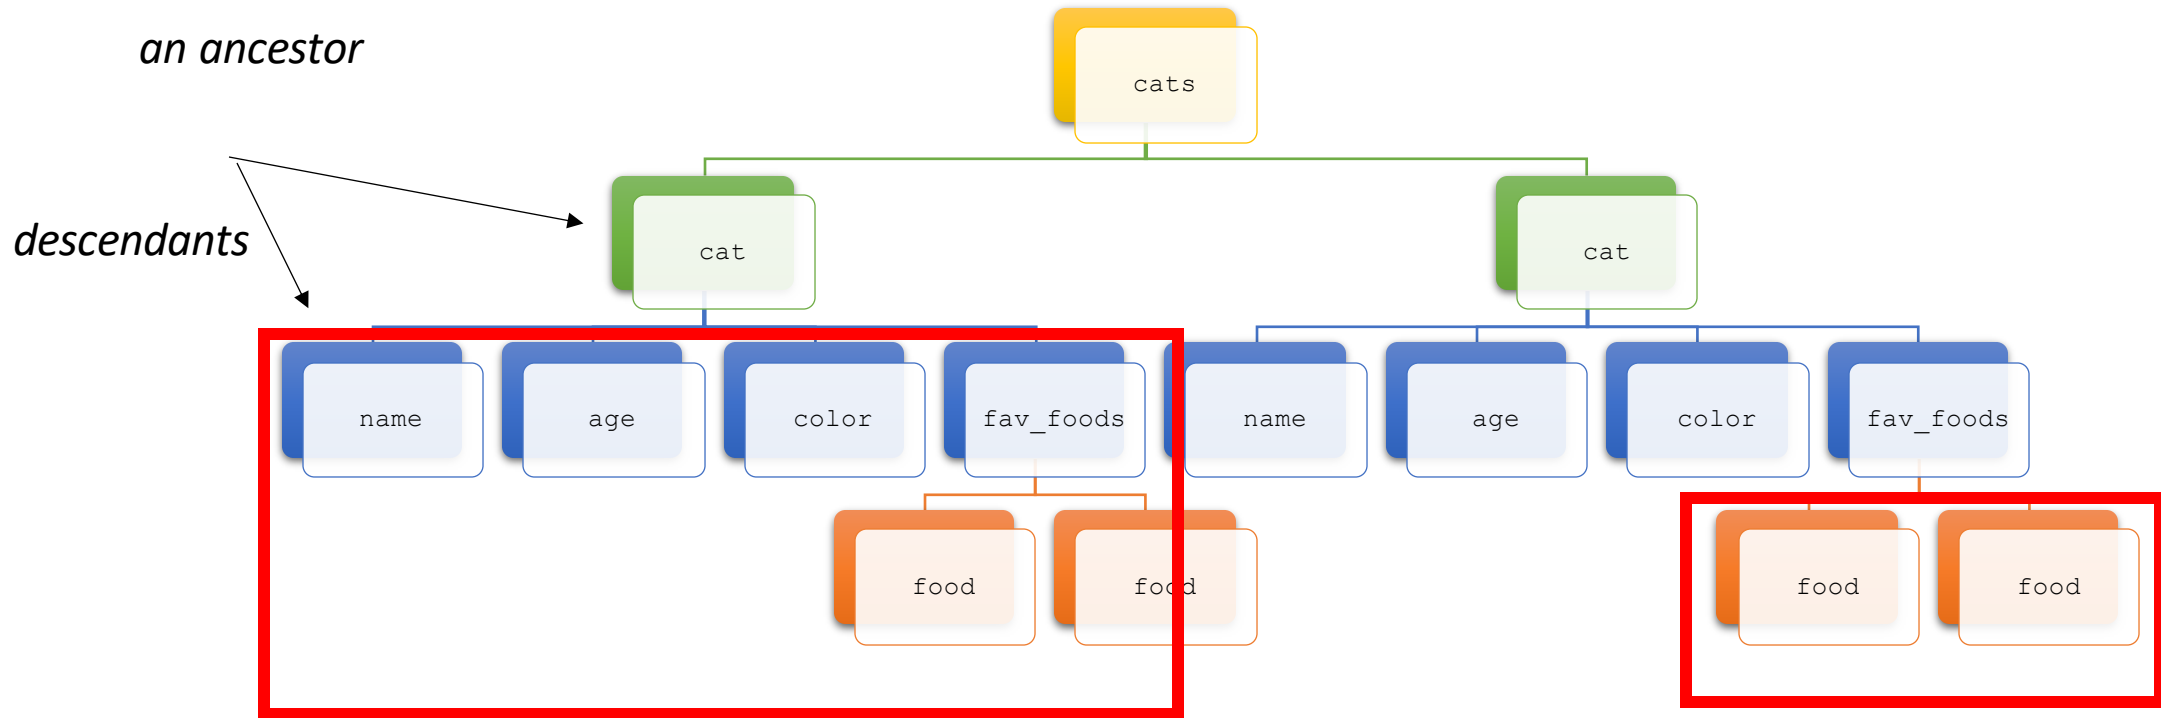 an ancestor
cats
descendants
cat
cat
name
age
color
fav_foods
name
age
color
fav_foods
food
food
food
food